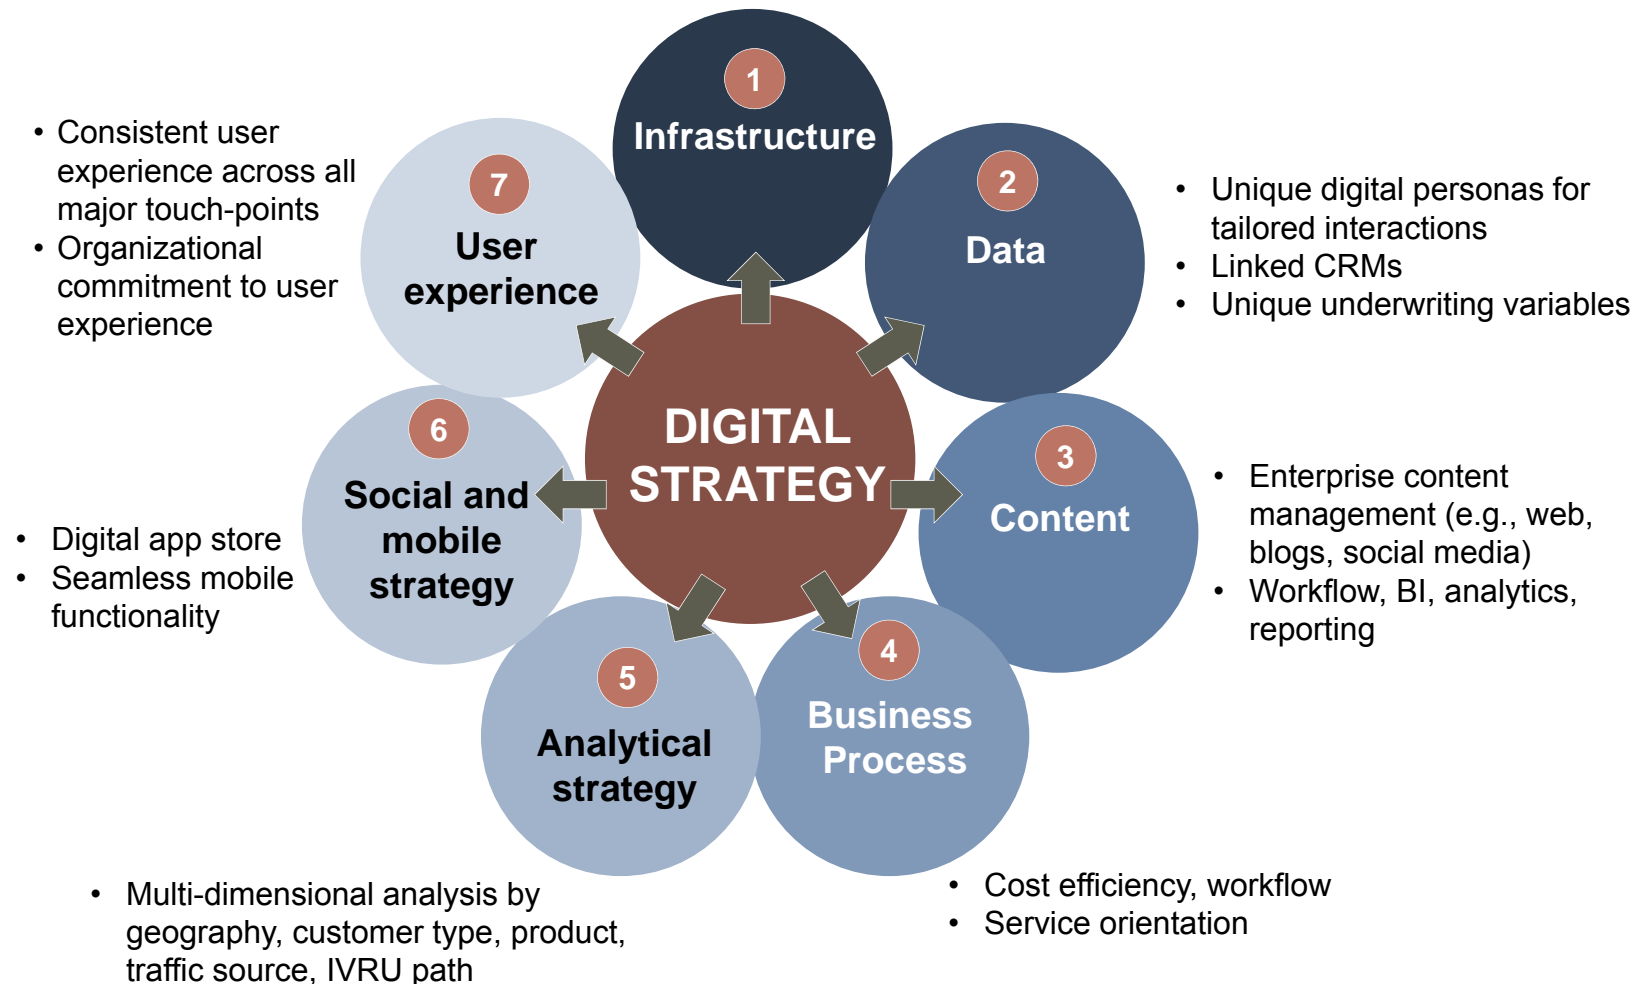 1
Infrastructure
2
Data
• Unique digital personas for
tailored interactions
• Linked CRMs
• Unique underwriting variables
3
Content
• Enterprise content
management (e.g., web,
blogs, social media)
• Workflow, BI, analytics,
reporting
4
Business
Process
• Cost efficiency, workflow
• Service orientation
5
Analytical
strategy
• Multi-dimensional analysis by
geography, customer type, product,
traffic source, IVRU path
6
Social and
mobile
strategy
• Digital app store
• Seamless mobile
functionality
7
User
experience
• Consistent user
experience across all
major touch-points
• Organizational
commitment to user
experience
DIGITAL
STRATEGY